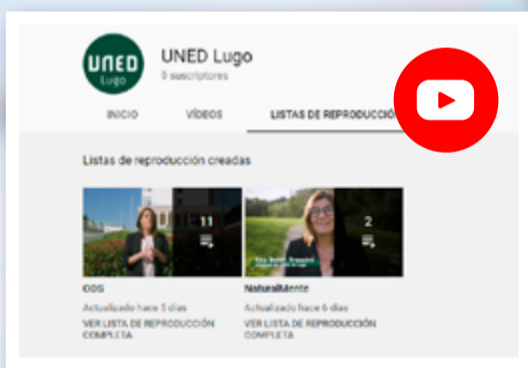 UNED
Lugo
UNED Lugo
9 suscriptores
INICIO VÍDEOS LISTAS DE REPRODUCCIÓN
Listas de reproducción creadas
11
2
ODS
NaturalMente
Actualizado hace 5 días
Actualizado hace 6 días
VER LISTA DE REPRODUCCIÓN
COMPLETA
VER LISTA DE REPRODUCCIÓN
COMPLETA